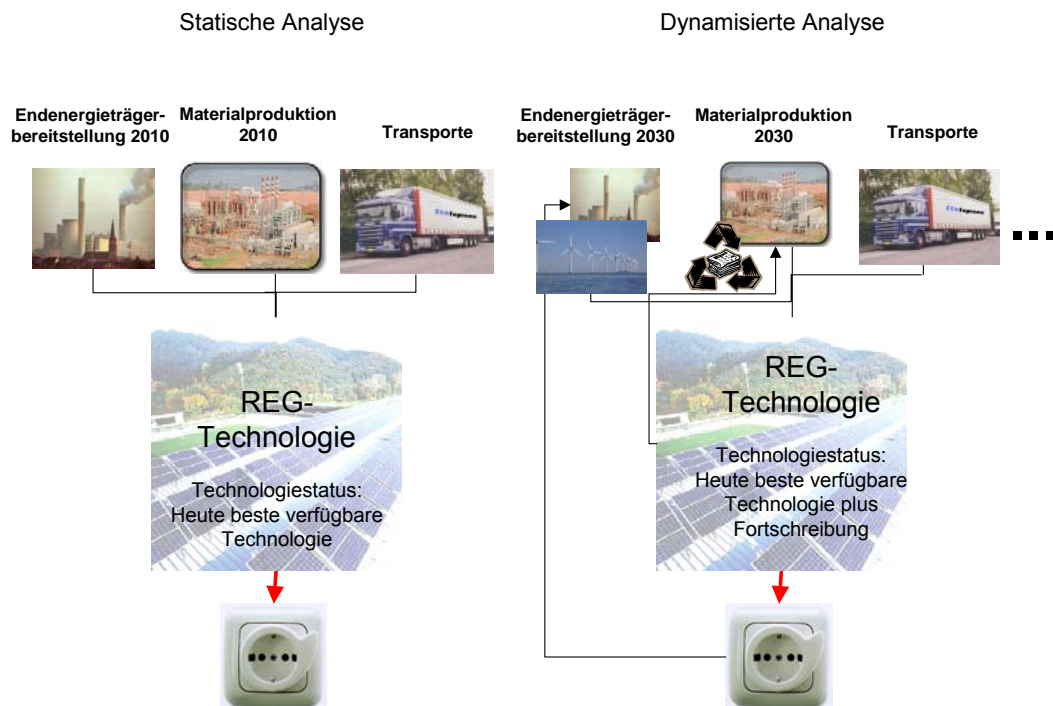 Statische Analyse
Dynamisierte Analyse
Endenergieträger-
bereitstellung 2010
Materialproduktion
2010
Transporte
Endenergieträger-
bereitstellung 2030
Materialproduktion
2030
Transporte
REG-
Technologie
Technologiestatus:
Heute beste verfügbare
Technologie
REG-
Technologie
Technologiestatus:
Heute beste verfügbare
Technologie plus
Fortschreibung